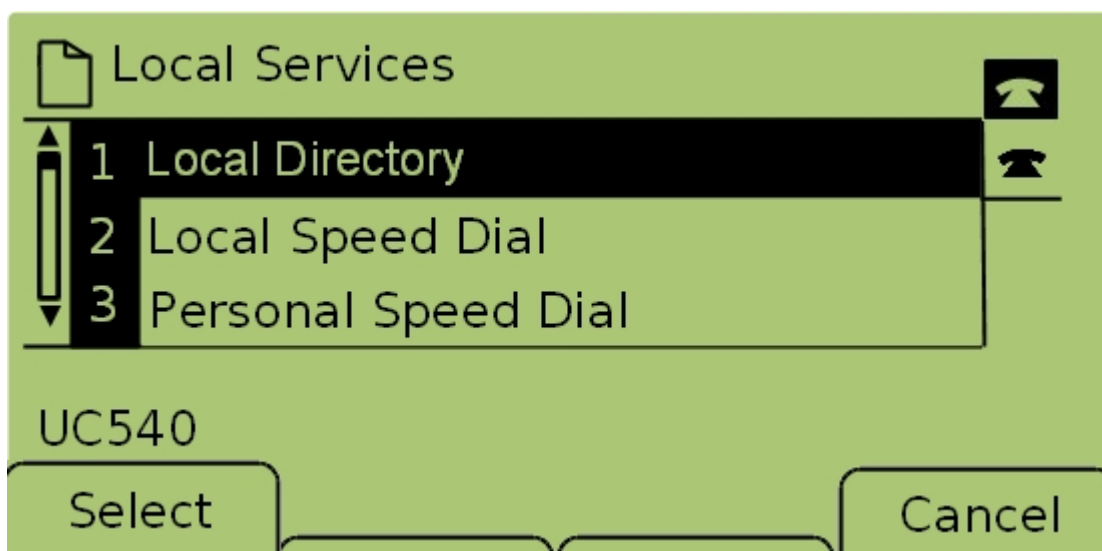 Local Services
1 Local Directory
2 Local Speed Dial
3 Personal Speed Dial
UC540
Select Cancel